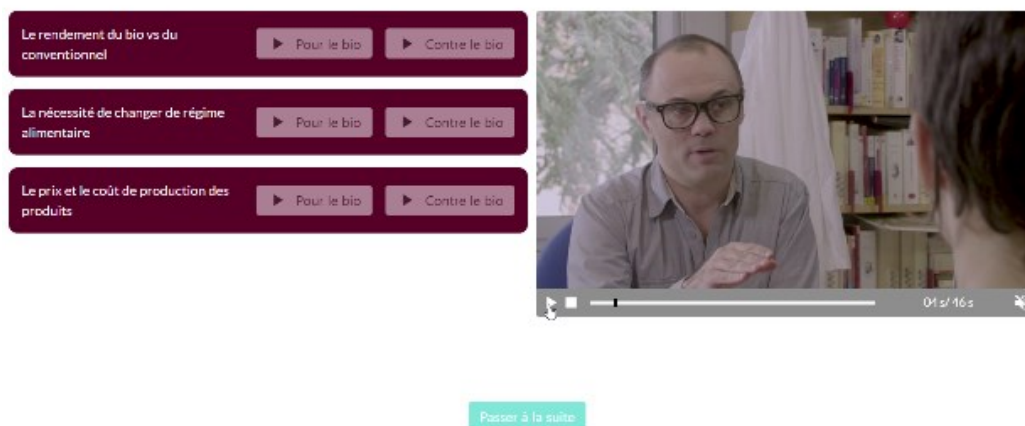 Le rendement du bio vs du
conventionnel
Pour le bio
Contre le bio
La nécessité de changer de régime
alimentaire
Pour le bio
Contre le bio
Le prix et le coût de production des
produits
Pour le bio
Contre le bio
04 s/46 s
Passer à la suite